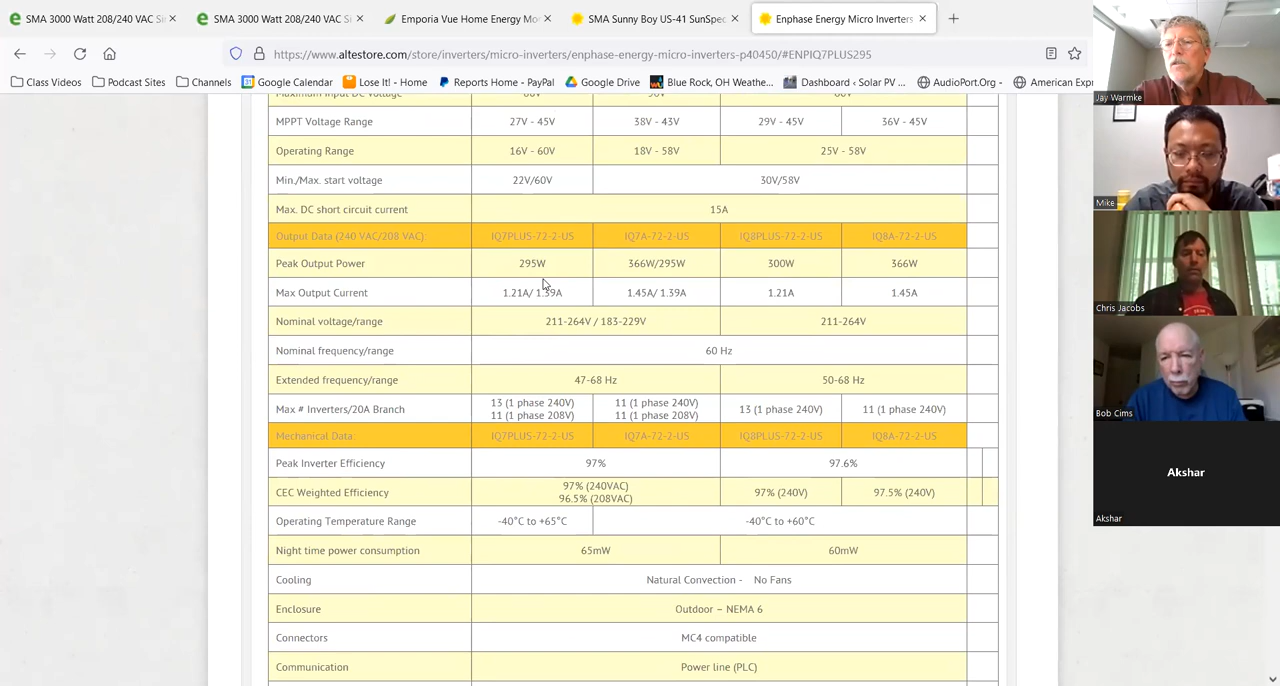 SMA 3000 Watt 208/240 VAC Si
SMA 3000 Watt 208/240 VAC Si
Emporia Vue Home Energy Mo
SMA Sunny Boy US-41 SunSpec
Enphase Energy Micro Inverters
https://www.altestore.com/store/inverters/micro-inverters/enphase-energy-micro-inverters-p40450/#ENPIQ7PLUS295
Class Videos Podcast Sites Channels Google Calendar Lose It! - Home Reports Home - PayPal Google Drive Blue Rock, OH Weathe... Dashboard ‹ Solar PV ... AudioPort.Org - American Expr
Maximum Input DC Voltage
MPPT Voltage Range 27V - 45V 38V - 43V 29V - 45V 36V - 45V
Operating Range 16V - 60V 18V - 58V 25V - 58V
Min./Max. start voltage 22V/60V 30V/58V
Max. DC short circuit current 15A
Output Data (240 VAC/208 VAC): IQ7PLUS-72-2-US IQ7A-72-2-US IQ8PLUS-72-2-US IQ8A-72-2-US
Peak Output Power 295W 366W/295W 300W 366W
Max Output Current 1.21A/ 1.39A 1.45A/ 1.39A 1.21A 1.45A
Nominal voltage/range 211-264V / 183-229V 211-264V
Nominal frequency/range 60 Hz
Extended frequency/range 47-68 Hz 50-68 Hz
Max # Inverters/20A Branch 13 (1 phase 240V) 11 (1 phase 240V) 13 (1 phase 240V) 11 (1 phase 240V)
11 (1 phase 208V) 11 (1 phase 208V)
Mechanical Data: IQ7PLUS-72-2-US IQ7A-72-2-US IQ8PLUS-72-2-US IQ8A-72-2-US
Peak Inverter Efficiency 97% 97.6%
CEC Weighted Efficiency 97% (240VAC) 97% (240V) 97.5% (240V)
96.5% (208VAC)
Operating Temperature Range -40°C to +65°C -40°C to +60°C
Night time power consumption 65mW 60mW
Cooling Natural Convection - No Fans
Enclosure Outdoor – NEMA 6
Connectors MC4 compatible
Communication Power line (PLC)
Jay Warmke
Mike
Chris Jacobs
Bob Cims
Akshar
Akshar